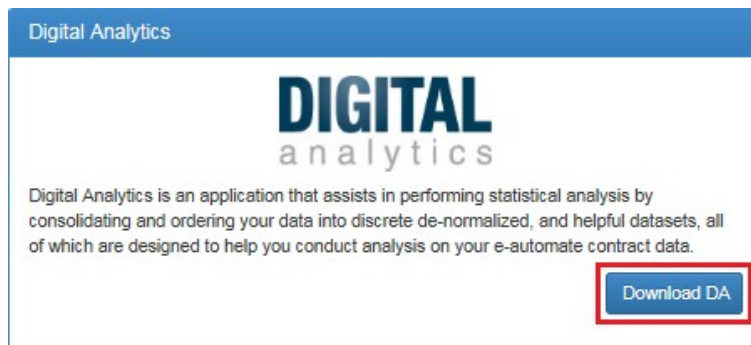 Digital Analytics
DIGITAL
analytics
Digital Analytics is an application that assists in performing statistical analysis by
consolidating and ordering your data into discrete de-normalized, and helpful datasets, all
of which are designed to help you conduct analysis on your e-automate contract data.
Download DA